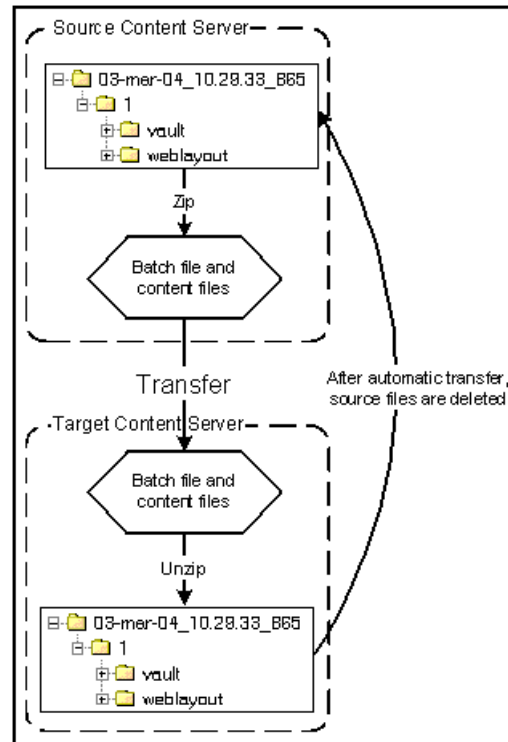 Source Content Server
03-mar-04_10.29.33_865
1
vault
weblayout
Zip
Batch file and
content files
Transfer
After automatic transfer,
source files are deleted
Target Content Server
Batch file and
content files
Unzip
03-mar-04_10.29.33_865
1
vault
weblayout